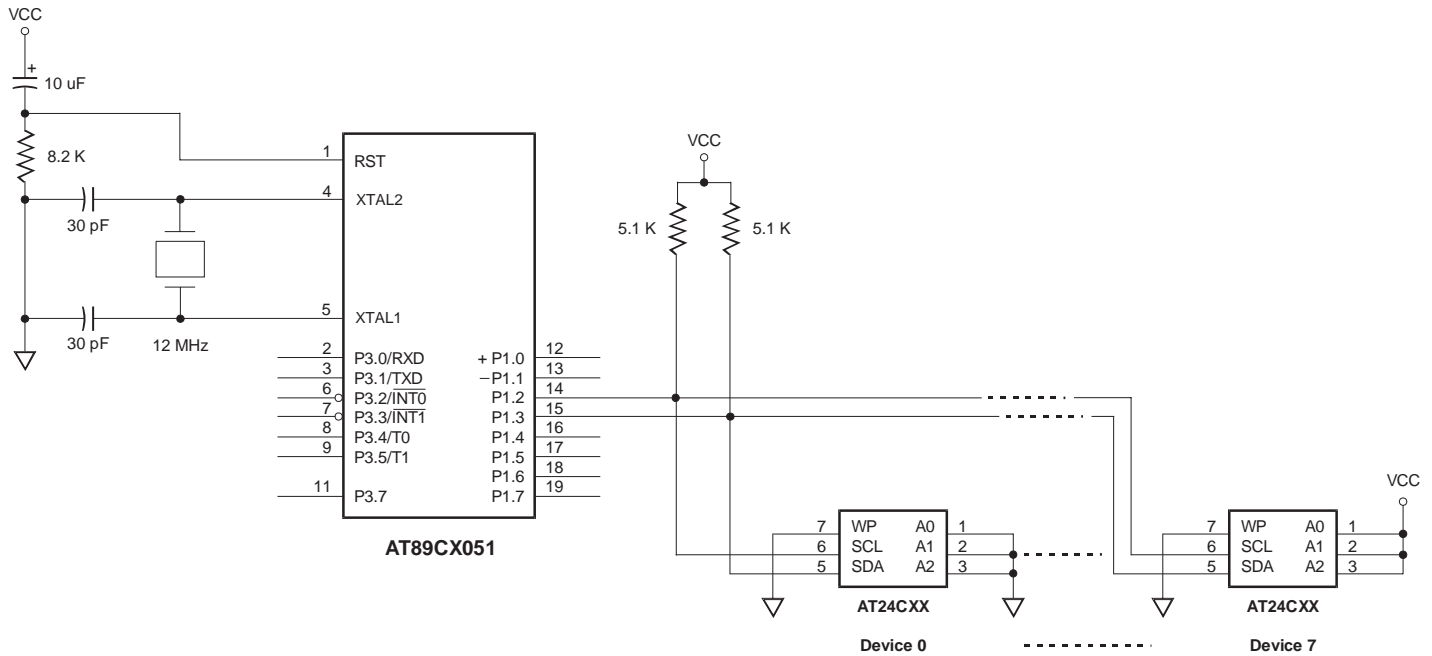 VCC
+
10 uF
8.2 K
30 pF
30 pF
12 MHz
1
RST
4
XTAL2
5
XTAL1
2
P3.0/RXD
3
P3.1/TXD
6
P3.2/INT0
7
P3.3/INT1
8
P3.4/T0
9
P3.5/T1
11
P3.7
+ P1.0
12
–P1.1
13
P1.2
14
P1.3
15
P1.4
16
P1.5
17
P1.6
18
P1.7
19
AT89CX051
VCC
5.1 K
5.1 K
7 WP A0 1
6 SCL A1 2
5 SDA A2 3
AT24CXX
Device 0
VCC
7 WP A0 1
6 SCL A1 2
5 SDA A2 3
AT24CXX
Device 7